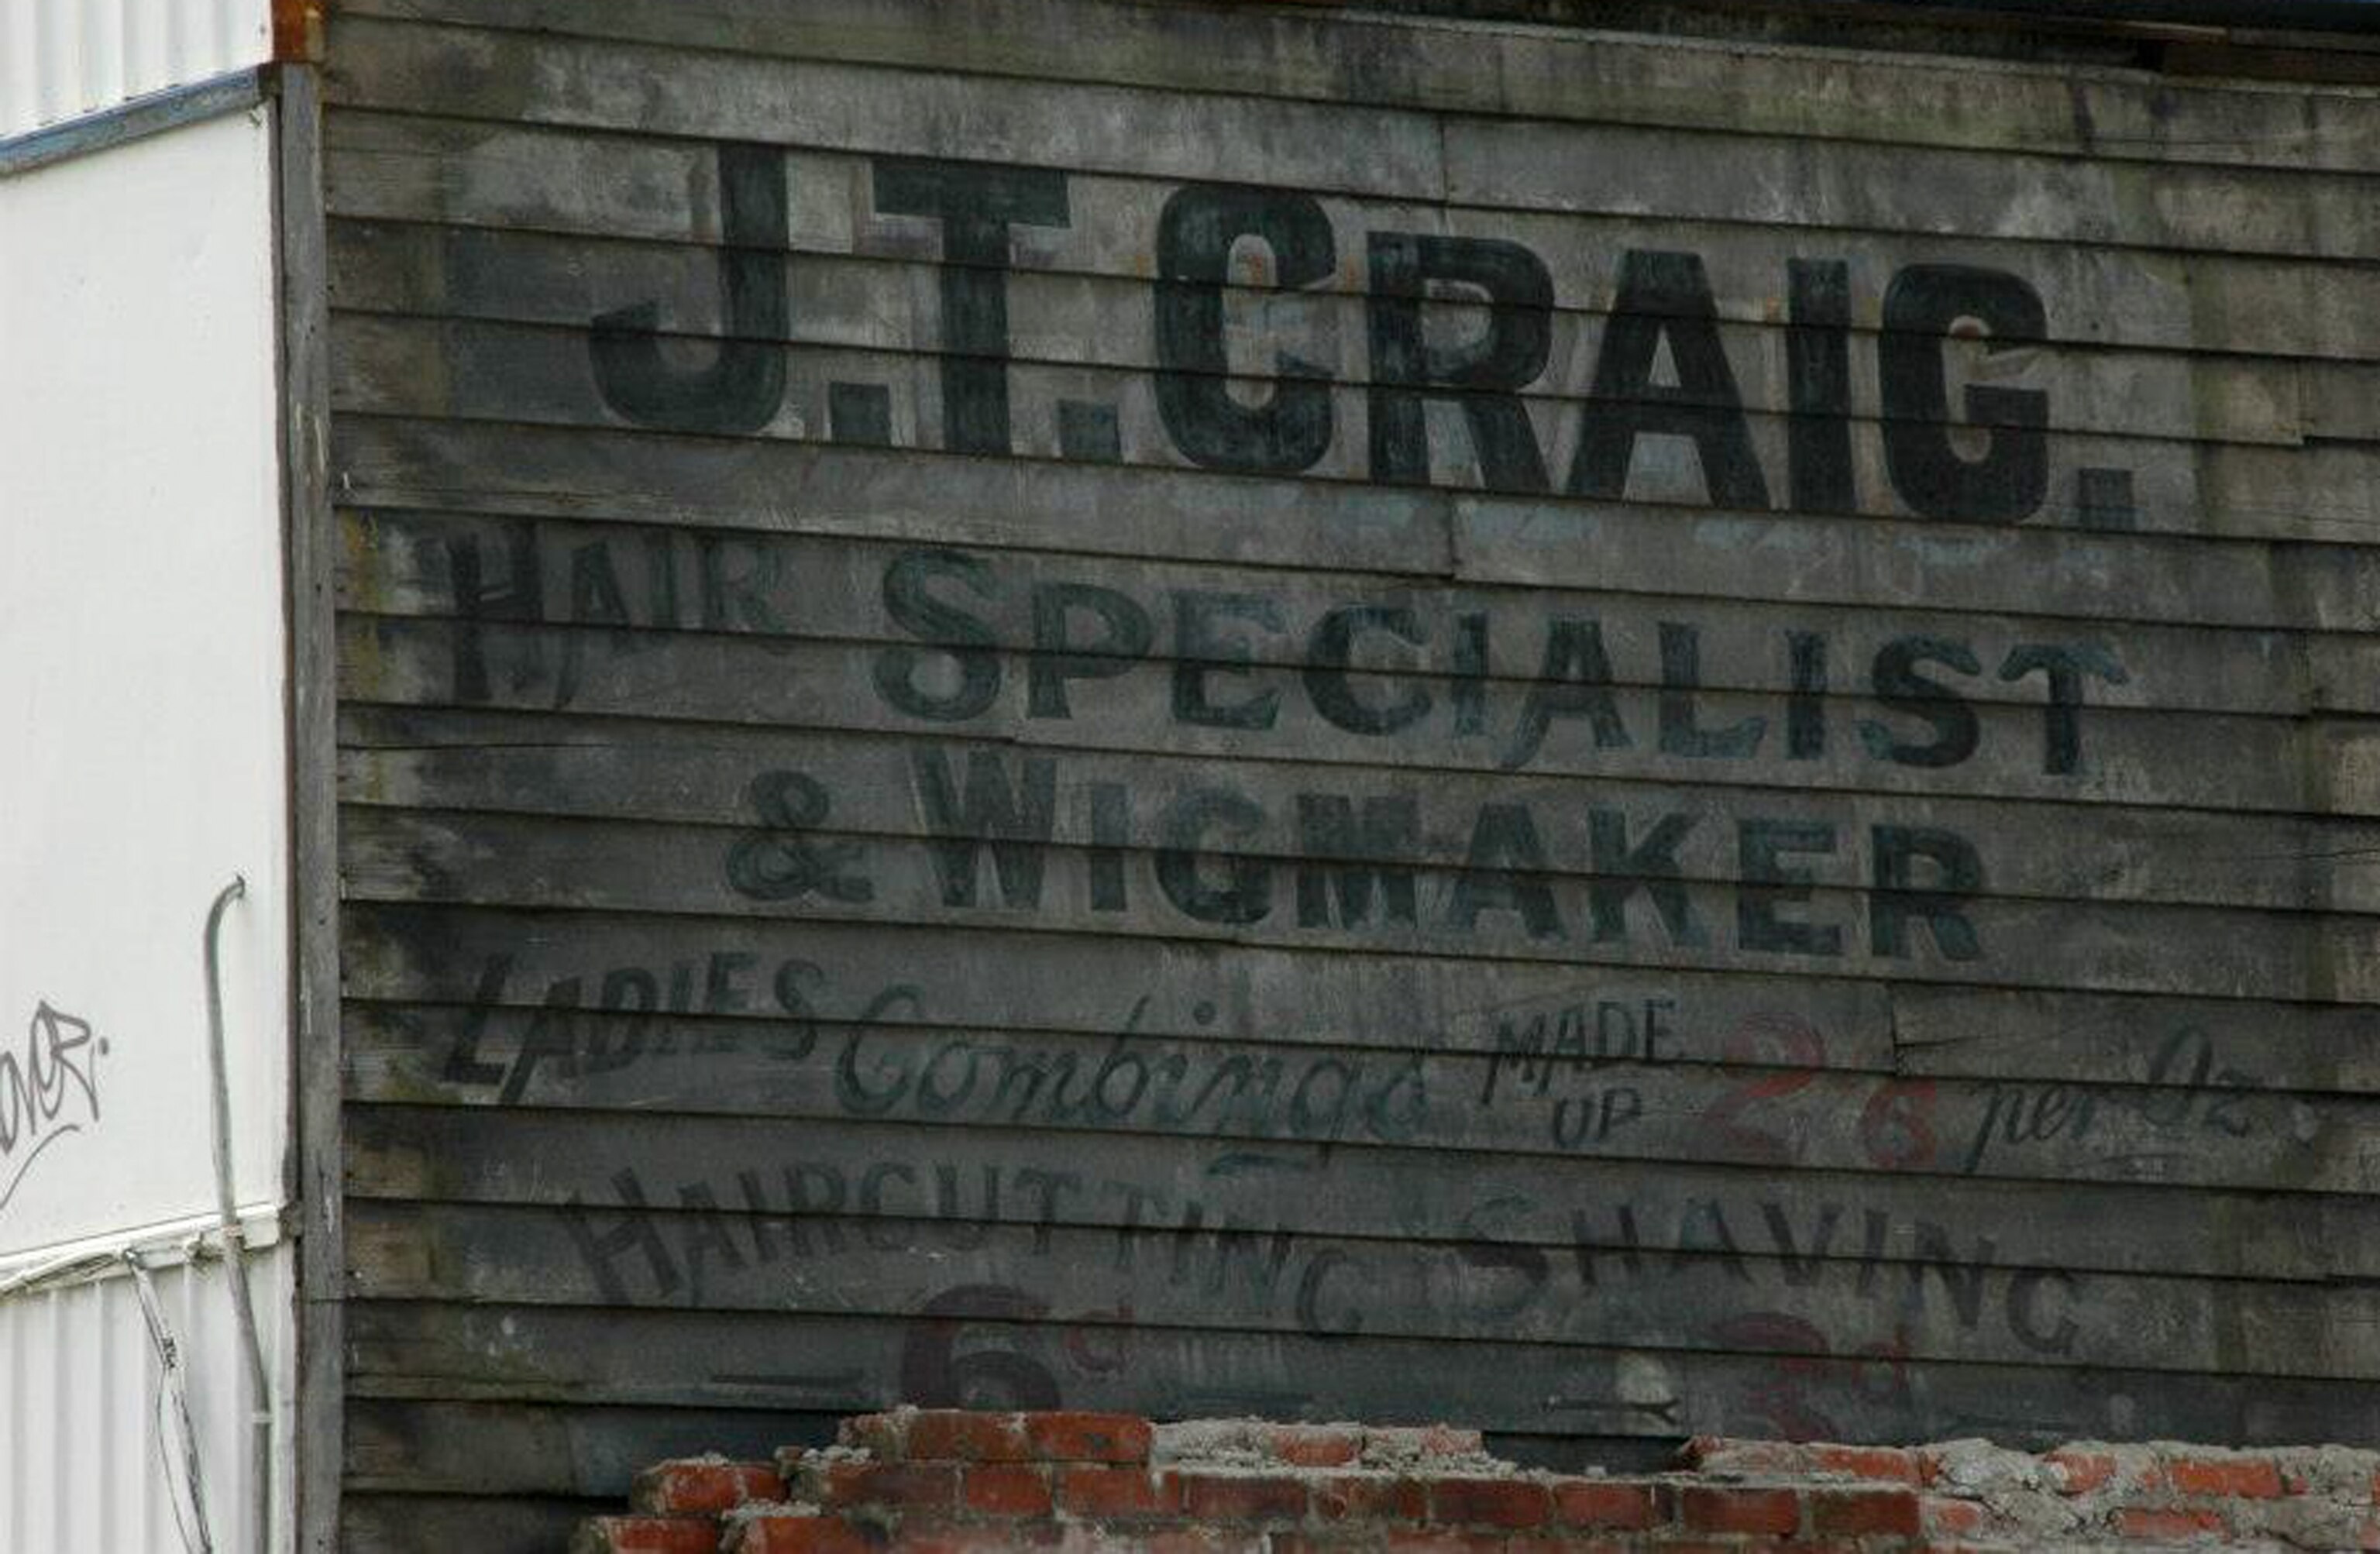 J.T. CRAIG.
HAIR SPECIALIST
& WIGMAKER
LADIES Combings MADE UP 2/6 per Oz
HAIRCUTTING SHAVING
6d 3d